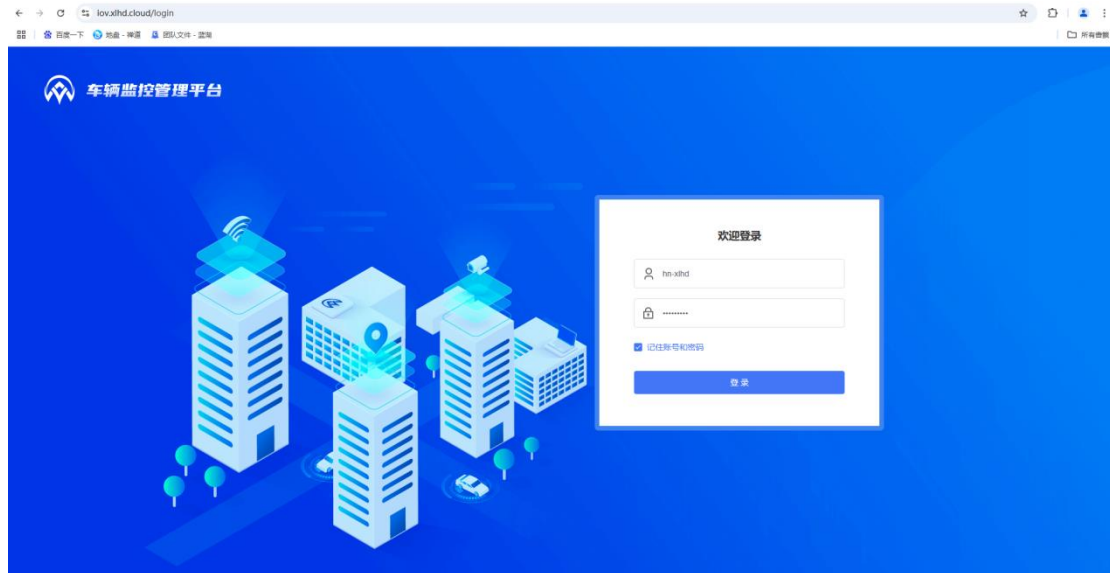 iov.xlhd.cloud/login
百度一下 地盘 - 禅道 团队文件 - 蓝湖 所有书签
车辆监控管理平台
欢迎登录
hn-xlhd
·········
记住账号和密码
登录